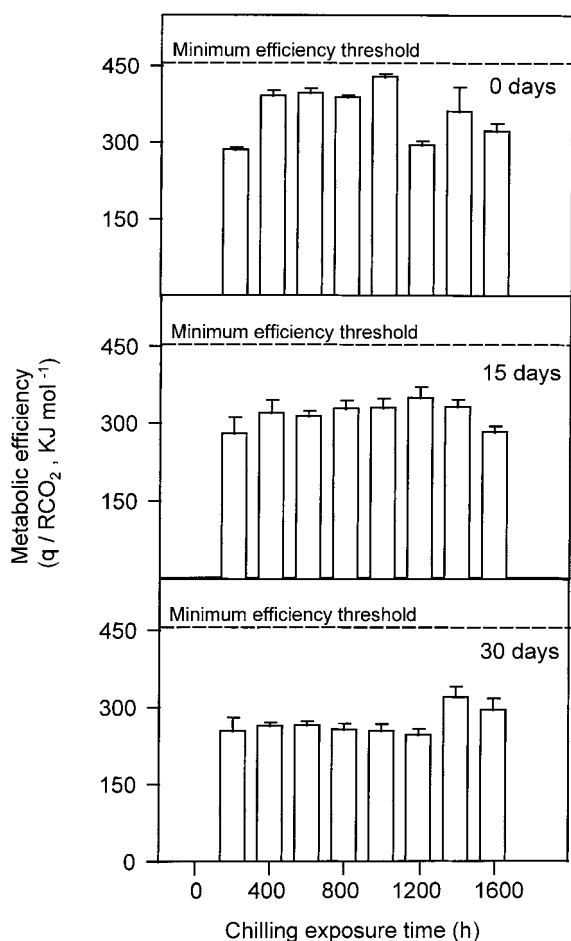 Minimum efficiency threshold
450
0 days
300
150
Minimum efficiency threshold
450
15 days
300
150
Metabolic efficiency
(q / RCO₂ , KJ mol⁻¹)
Minimum efficiency threshold
450
30 days
300
150
0
0 400 800 1200 1600
Chilling exposure time (h)